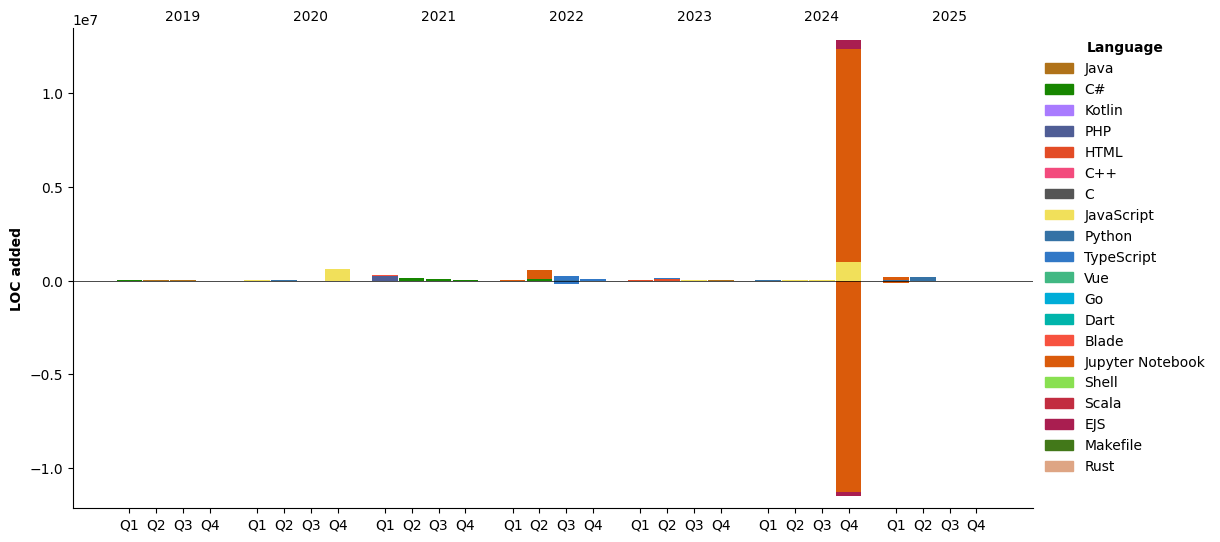 1e7
2019 2020 2021 2022 2023 2024 2025
LOC added
1.0
0.5
0.0
−0.5
−1.0
Q1 Q2 Q3 Q4 Q1 Q2 Q3 Q4 Q1 Q2 Q3 Q4 Q1 Q2 Q3 Q4 Q1 Q2 Q3 Q4 Q1 Q2 Q3 Q4 Q1 Q2 Q3 Q4
Language
Java
C#
Kotlin
PHP
HTML
C++
C
JavaScript
Python
TypeScript
Vue
Go
Dart
Blade
Jupyter Notebook
Shell
Scala
EJS
Makefile
Rust